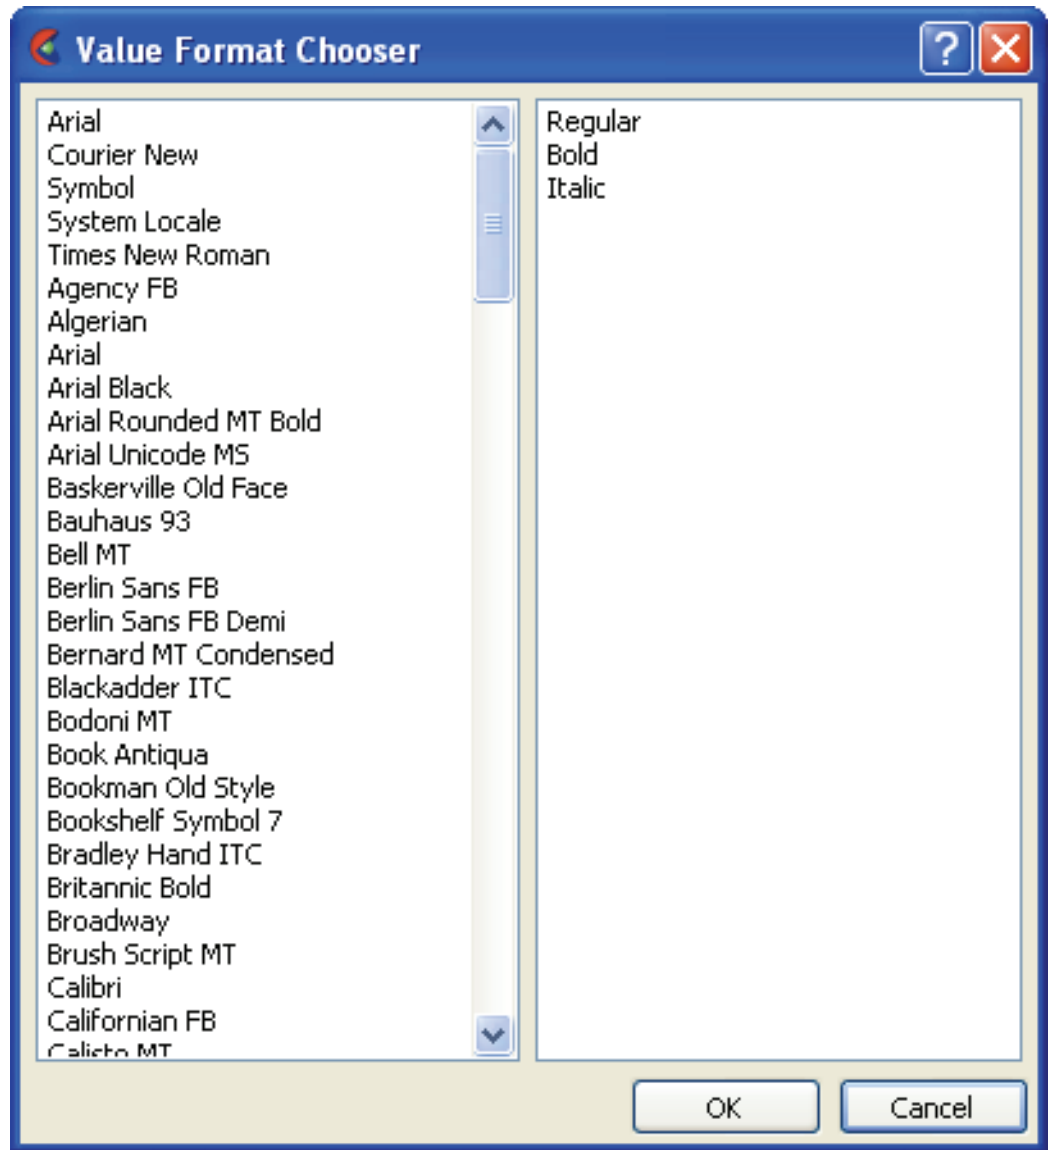 Value Format Chooser
Arial
Courier New
Symbol
System Locale
Times New Roman
Agency FB
Algerian
Arial
Arial Black
Arial Rounded MT Bold
Arial Unicode MS
Baskerville Old Face
Bauhaus 93
Bell MT
Berlin Sans FB
Berlin Sans FB Demi
Bernard MT Condensed
Blackadder ITC
Bodoni MT
Book Antiqua
Bookman Old Style
Bookshelf Symbol 7
Bradley Hand ITC
Britannic Bold
Broadway
Brush Script MT
Calibri
Californian FB
Calisto MT
Regular
Bold
Italic
OK
Cancel